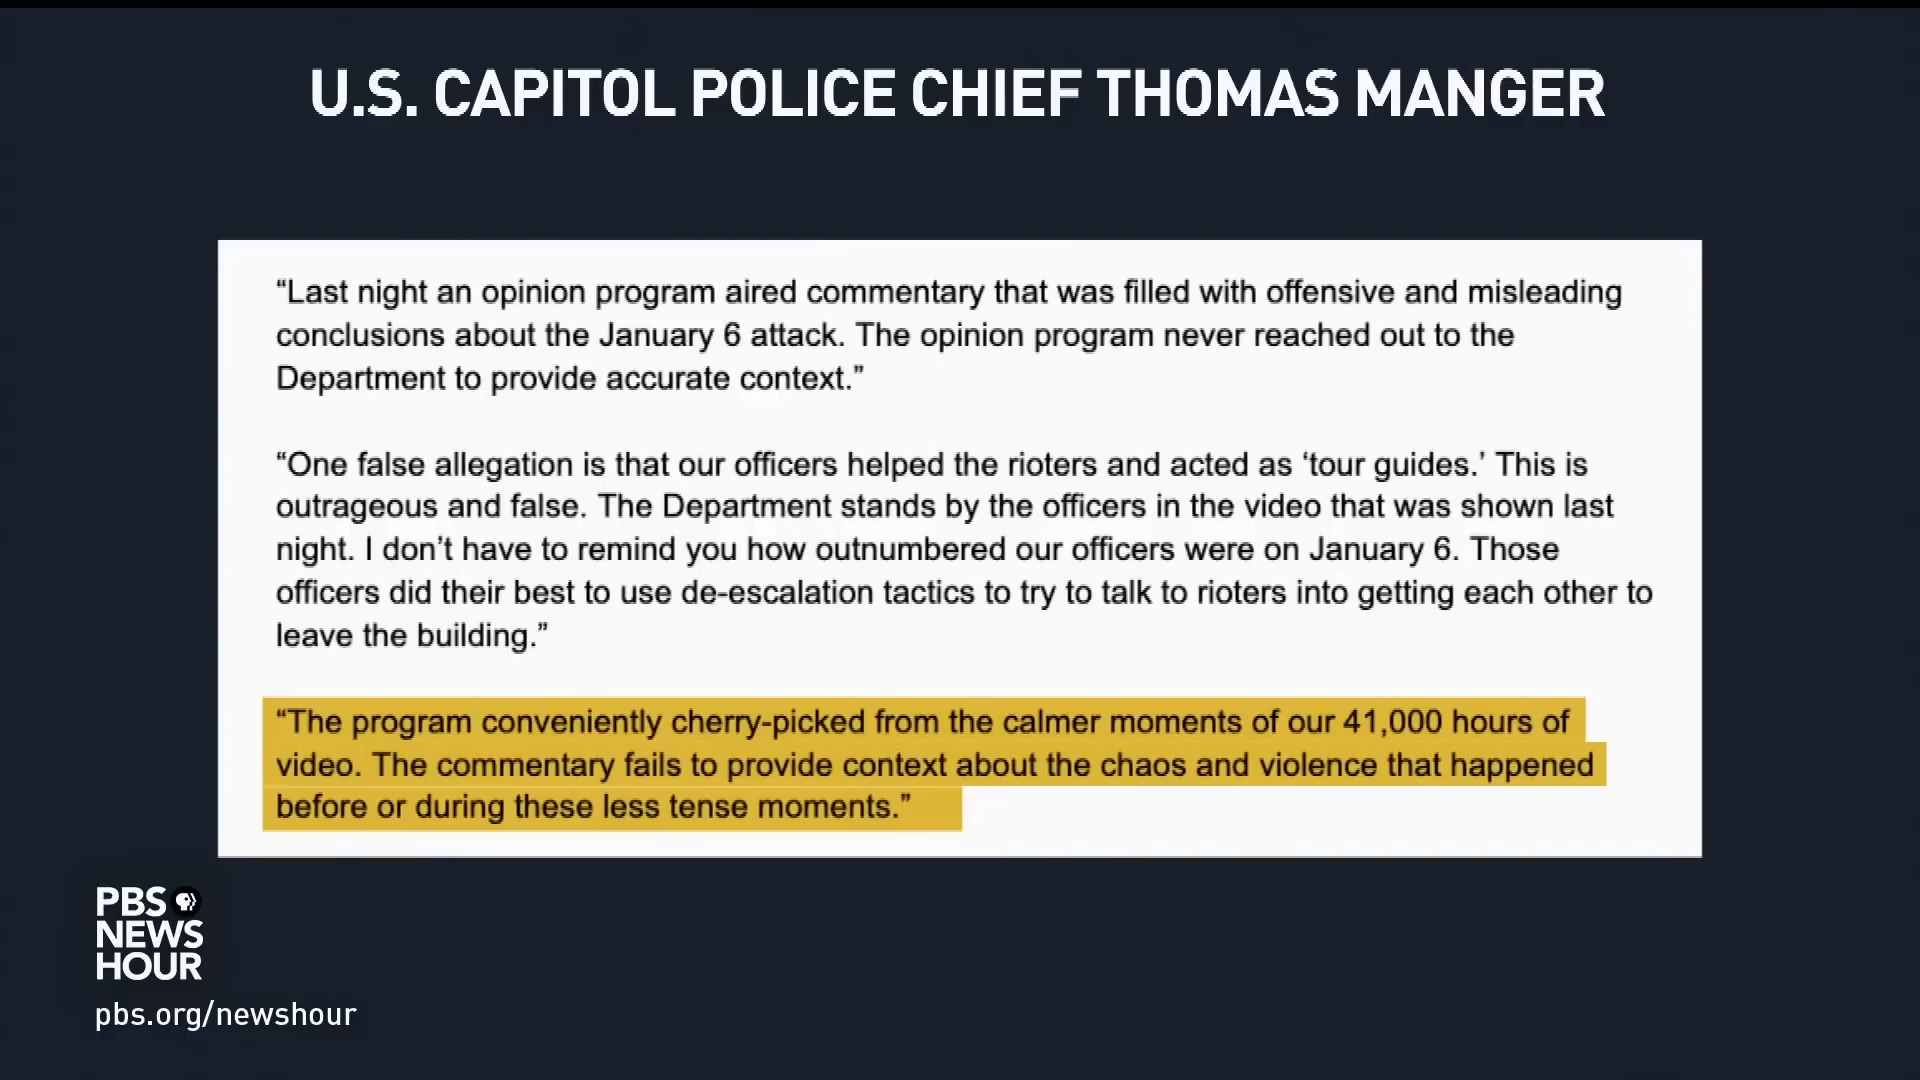 U.S. CAPITOL POLICE CHIEF THOMAS MANGER
“Last night an opinion program aired commentary that was filled with offensive and misleading
conclusions about the January 6 attack. The opinion program never reached out to the
Department to provide accurate context.”
“One false allegation is that our officers helped the rioters and acted as ‘tour guides.’ This is
outrageous and false. The Department stands by the officers in the video that was shown last
night. I don’t have to remind you how outnumbered our officers were on January 6. Those
officers did their best to use de-escalation tactics to try to talk to rioters into getting each other to
leave the building.”
“The program conveniently cherry-picked from the calmer moments of our 41,000 hours of
video. The commentary fails to provide context about the chaos and violence that happened
before or during these less tense moments.”
PBS
NEWS
HOUR
pbs.org/newshour